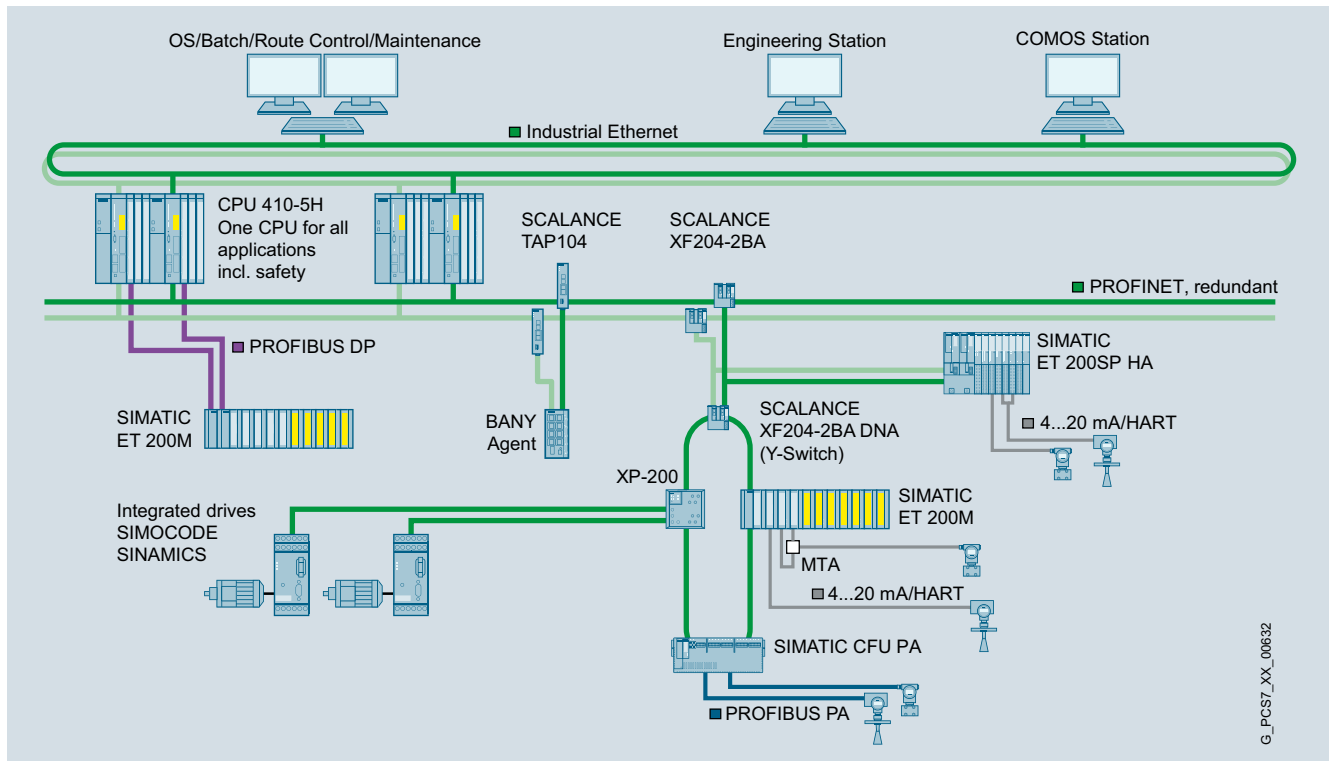 OS/Batch/Route Control/Maintenance
Engineering Station
COMOS Station
Industrial Ethernet
CPU 410-5H
One CPU for all
applications
incl. safety
SCALANCE
TAP104
SCALANCE
XF204-2BA
PROFINET, redundant
PROFIBUS DP
SIMATIC
ET 200SP HA
SIMATIC
ET 200M
BANY
Agent
SCALANCE
XF204-2BA DNA
(Y-Switch)
4...20 mA/HART
XP-200
SIMATIC
ET 200M
Integrated drives
SIMOCODE
SINAMICS
MTA
4...20 mA/HART
SIMATIC CFU PA
PROFIBUS PA
G_PCS7_XX_00632